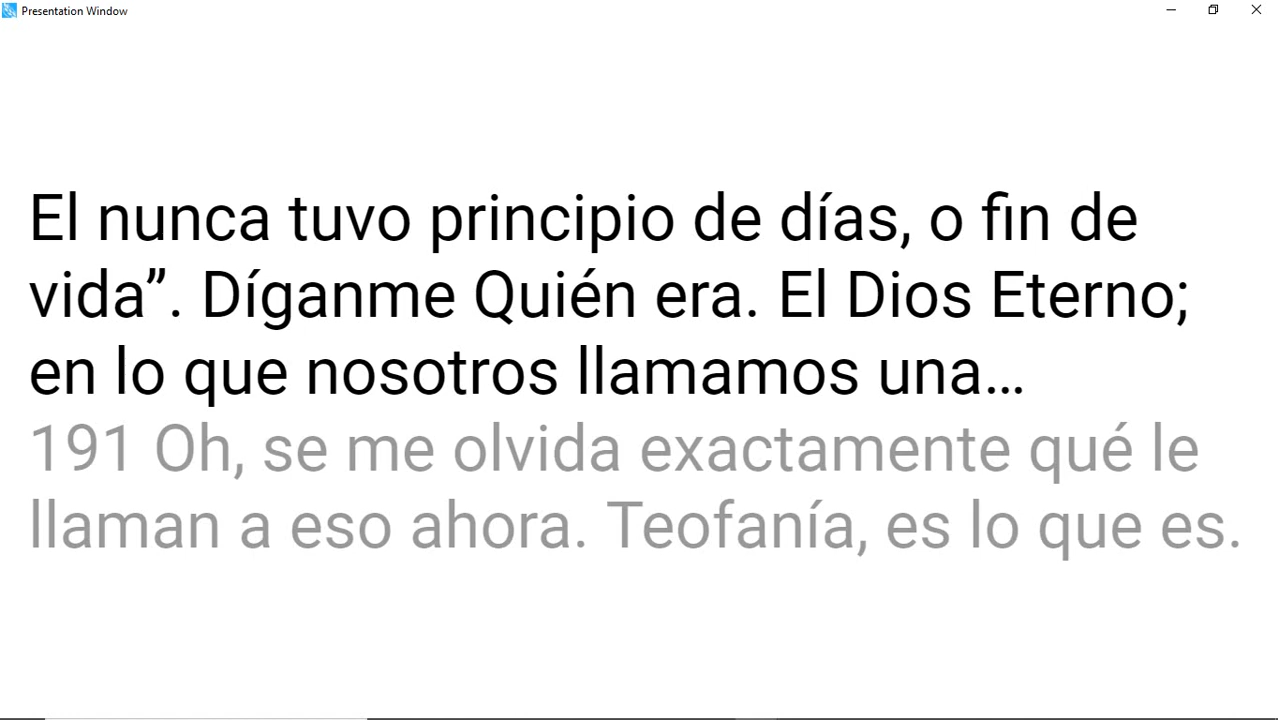 Presentation Window
El nunca tuvo principio de días, o fin de
vida”. Díganme Quién era. El Dios Eterno;
en lo que nosotros llamamos una…
191 Oh, se me olvida exactamente qué le
llaman a eso ahora. Teofanía, es lo que es.